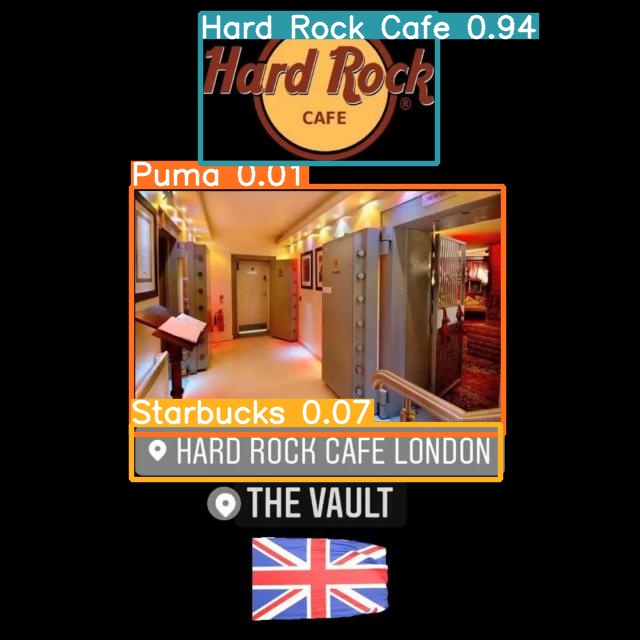 Hard Rock Cafe 0.94
Hard Rock
®
CAFE
Puma 0.01
Starbucks 0.07
HARD ROCK CAFE LONDON
THE VAULT